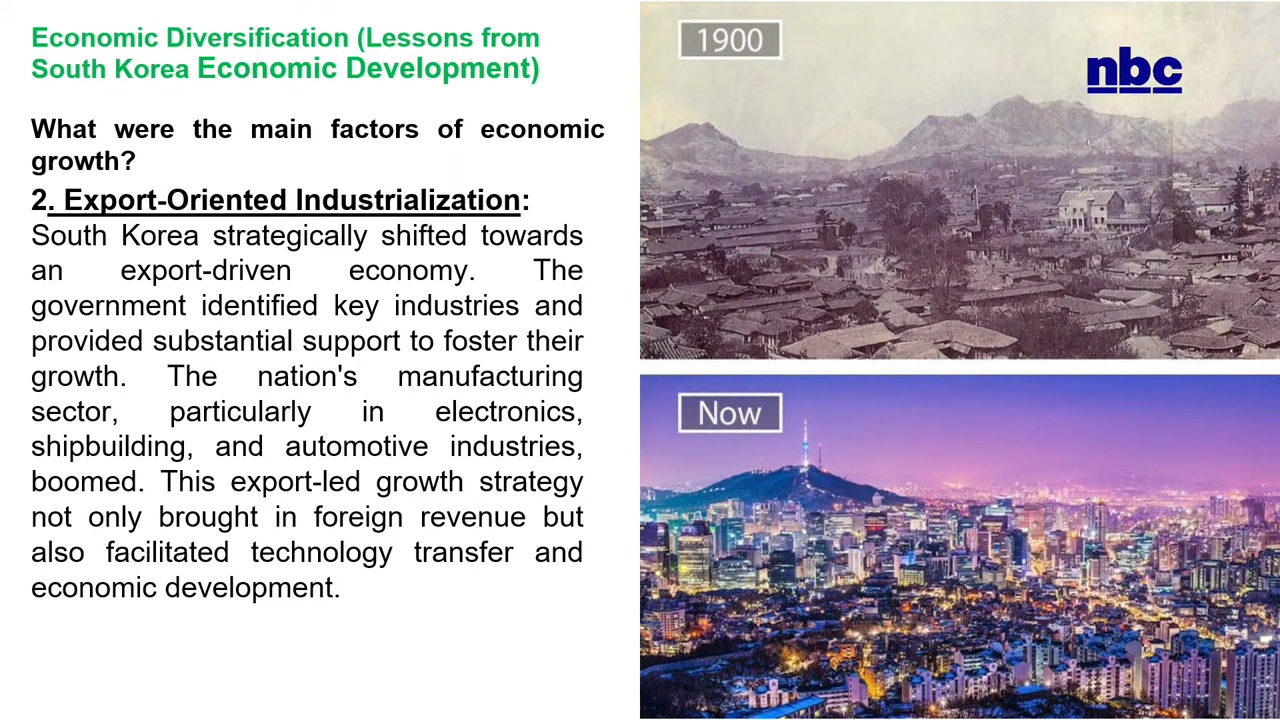 Economic Diversification (Lessons from
South Korea Economic Development)
What were the main factors of economic
growth?
2. Export-Oriented Industrialization:
South Korea strategically shifted towards
an export-driven economy. The
government identified key industries and
provided substantial support to foster their
growth. The nation's manufacturing
sector, particularly in electronics,
shipbuilding, and automotive industries,
boomed. This export-led growth strategy
not only brought in foreign revenue but
also facilitated technology transfer and
economic development.
1900
nbc
Now